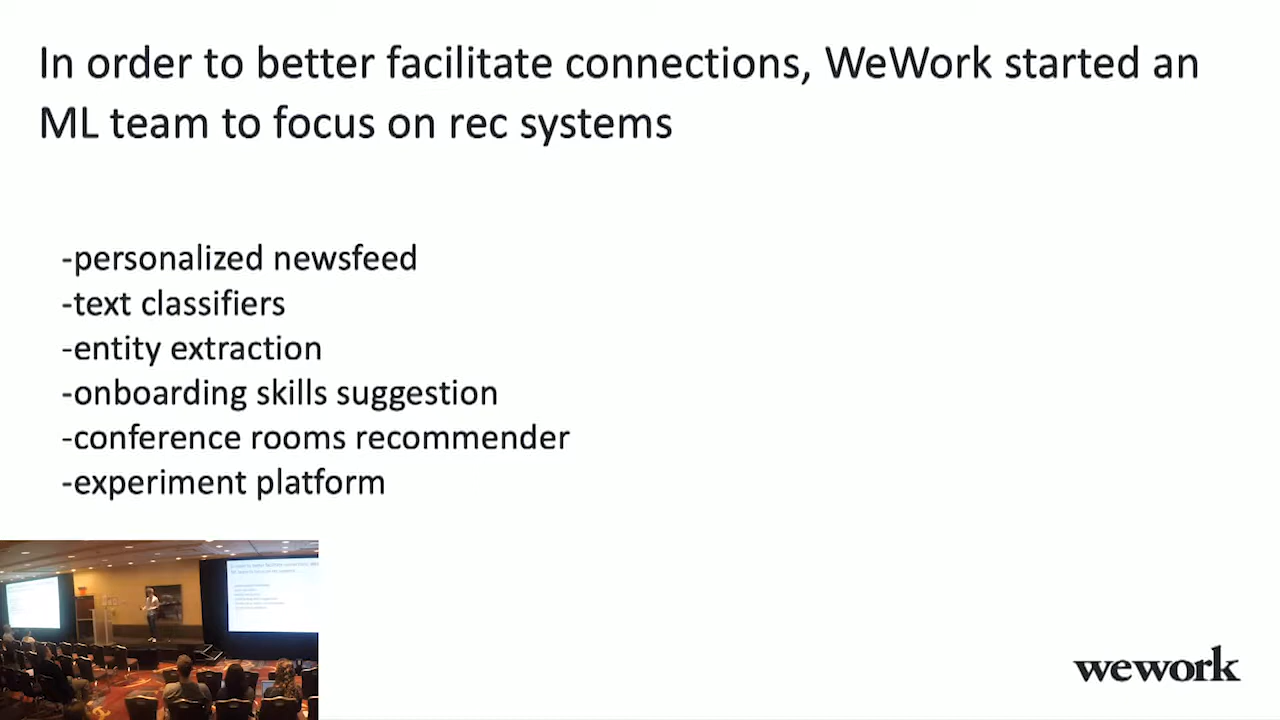 In order to better facilitate connections, WeWork started an
ML team to focus on rec systems
-personalized newsfeed
-text classifiers
-entity extraction
-onboarding skills suggestion
-conference rooms recommender
-experiment platform
wework